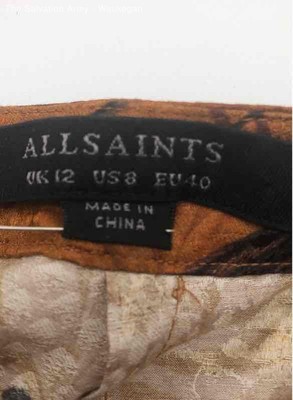 ALLSAINTS
UK 12 US 8 EU 40
MADE IN
CHINA